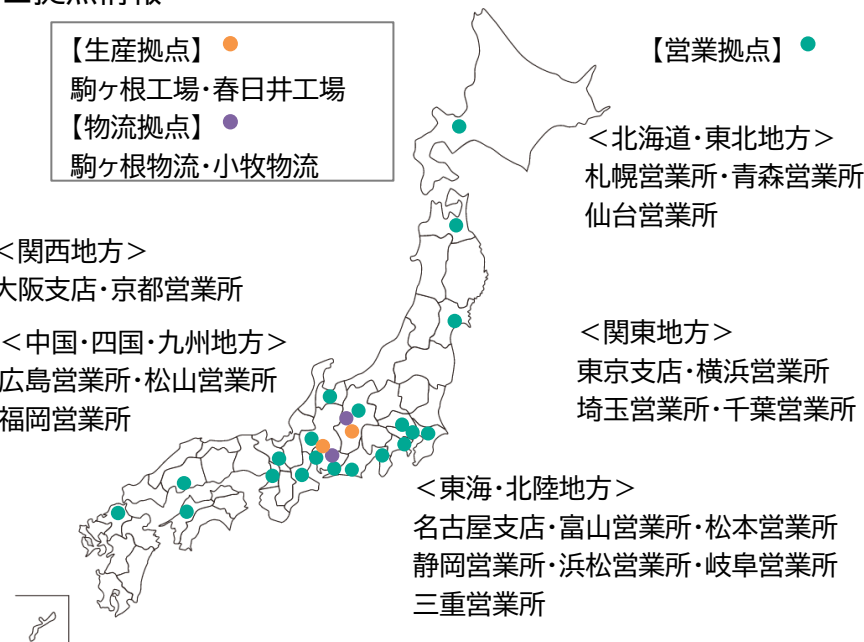 【生産拠点】
駒ヶ根工場・春日井工場
【物流拠点】
駒ヶ根物流・小牧物流
【営業拠点】
＜北海道・東北地方＞
札幌営業所・青森営業所
仙台営業所
＜関西地方＞
大阪支店・京都営業所
＜中国・四国・九州地方＞
広島営業所・松山営業所
福岡営業所
＜関東地方＞
東京支店・横浜営業所
埼玉営業所・千葉営業所
＜東海・北陸地方＞
名古屋支店・富山営業所・松本営業所
静岡営業所・浜松営業所・岐阜営業所
三重営業所